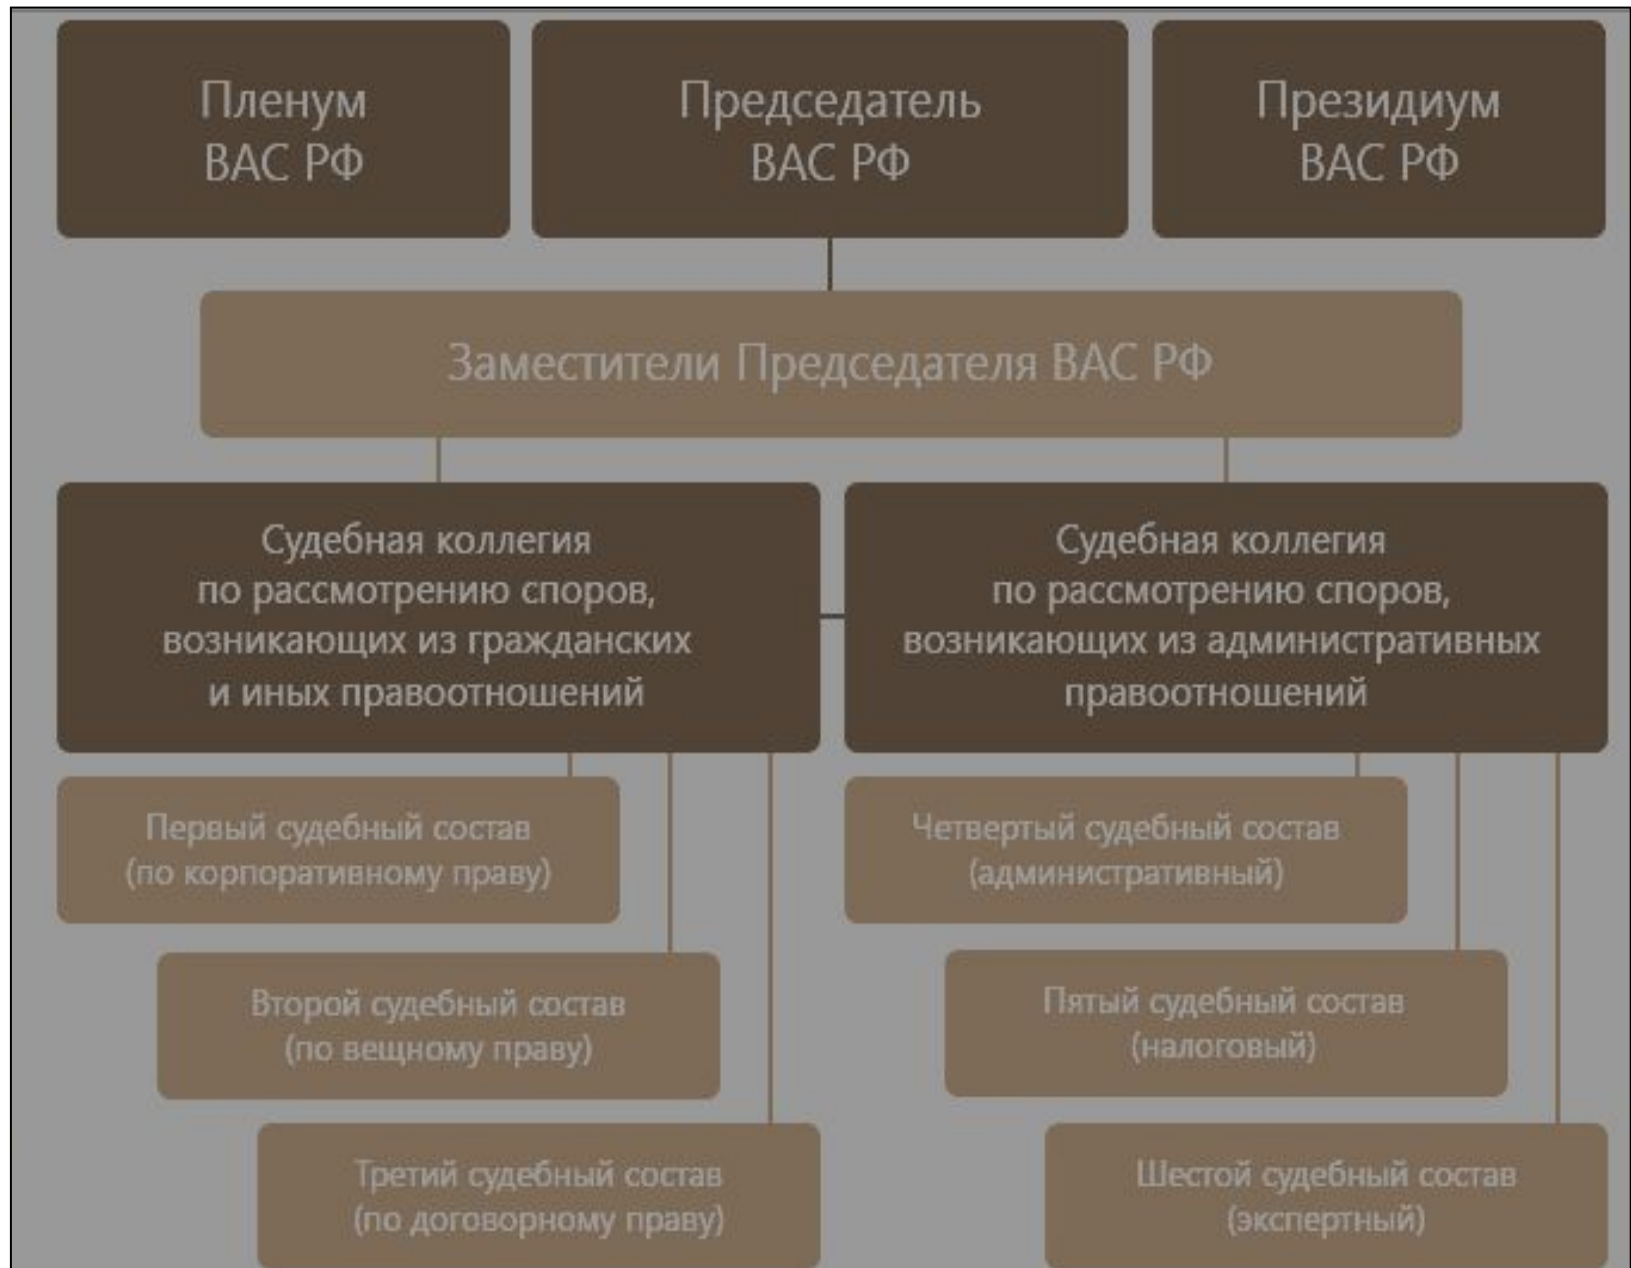 Пленум
ВАС РФ
Председатель
ВАС РФ
Президиум
ВАС РФ
Заместители Председателя ВАС РФ
Судебная коллегия
по рассмотрению споров,
возникающих из гражданских
и иных правоотношений
Судебная коллегия
по рассмотрению споров,
возникающих из административных
правоотношений
Первый судебный состав
(по корпоративному праву)
Второй судебный состав
(по вещному праву)
Третий судебный состав
(по договорному праву)
Четвертый судебный состав
(административный)
Пятый судебный состав
(налоговый)
Шестой судебный состав
(экспертный)